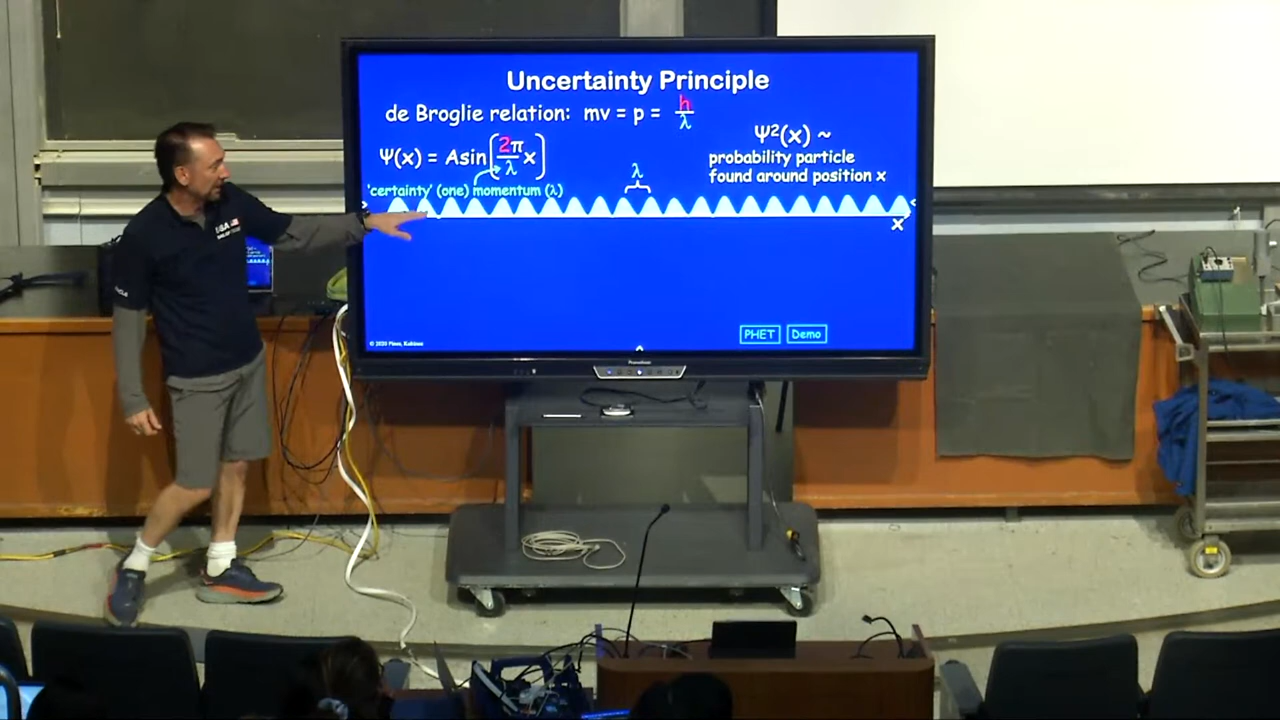 Uncertainty Principle
de Broglie relation: mv = p = h/λ
Ψ(x) = Asin(2π/λ x)
Ψ²(x) ~
probability particle
found around position x
'certainty' (one) momentum (λ)
λ
x
PHET
Demo